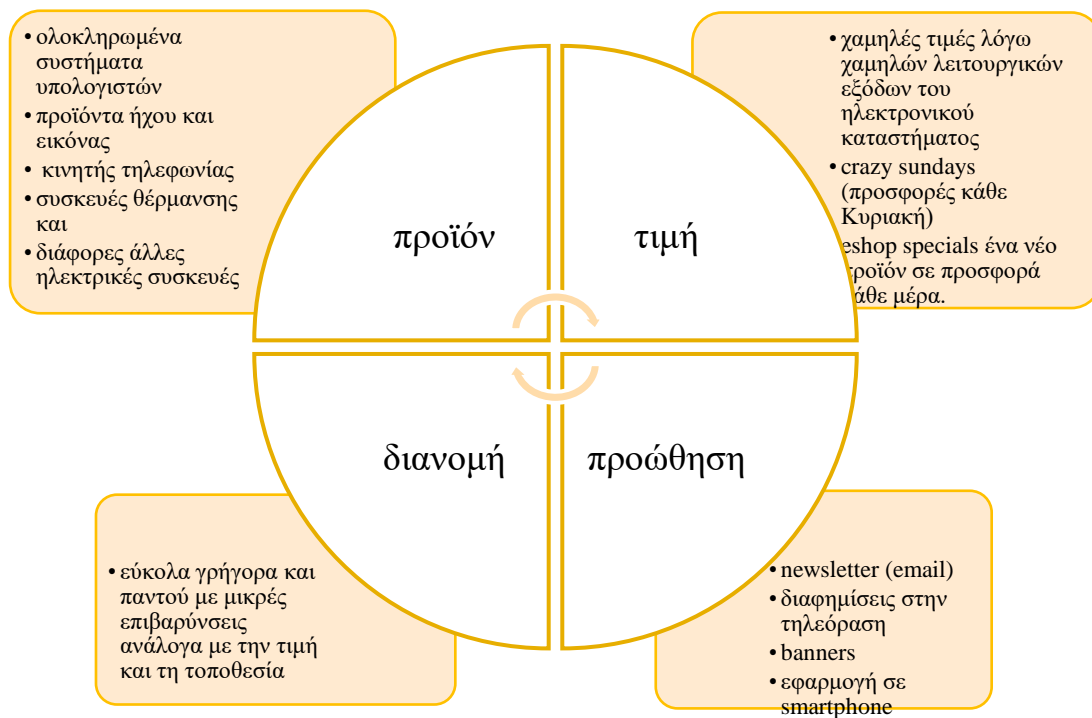 • ολοκληρωμένα
συστήματα
υπολογιστών
• προϊόντα ήχου και
εικόνας
• κινητής τηλεφωνίας
• συσκευές θέρμανσης
και
• διάφορες άλλες
ηλεκτρικές συσκευές
• χαμηλές τιμές λόγω
χαμηλών λειτουργικών
εξόδων του
ηλεκτρονικού
καταστήματος
• crazy sundays
(προσφορές κάθε
Κυριακή)
eshop specials ένα νέο
προϊόν σε προσφορά
κάθε μέρα.
προϊόν
τιμή
διανομή
προώθηση
• εύκολα γρήγορα και
παντού με μικρές
επιβαρύνσεις
ανάλογα με την τιμή
και τη τοποθεσία
• newsletter (email)
• διαφημίσεις στην
τηλεόραση
• banners
• εφαρμογή σε
smartphone